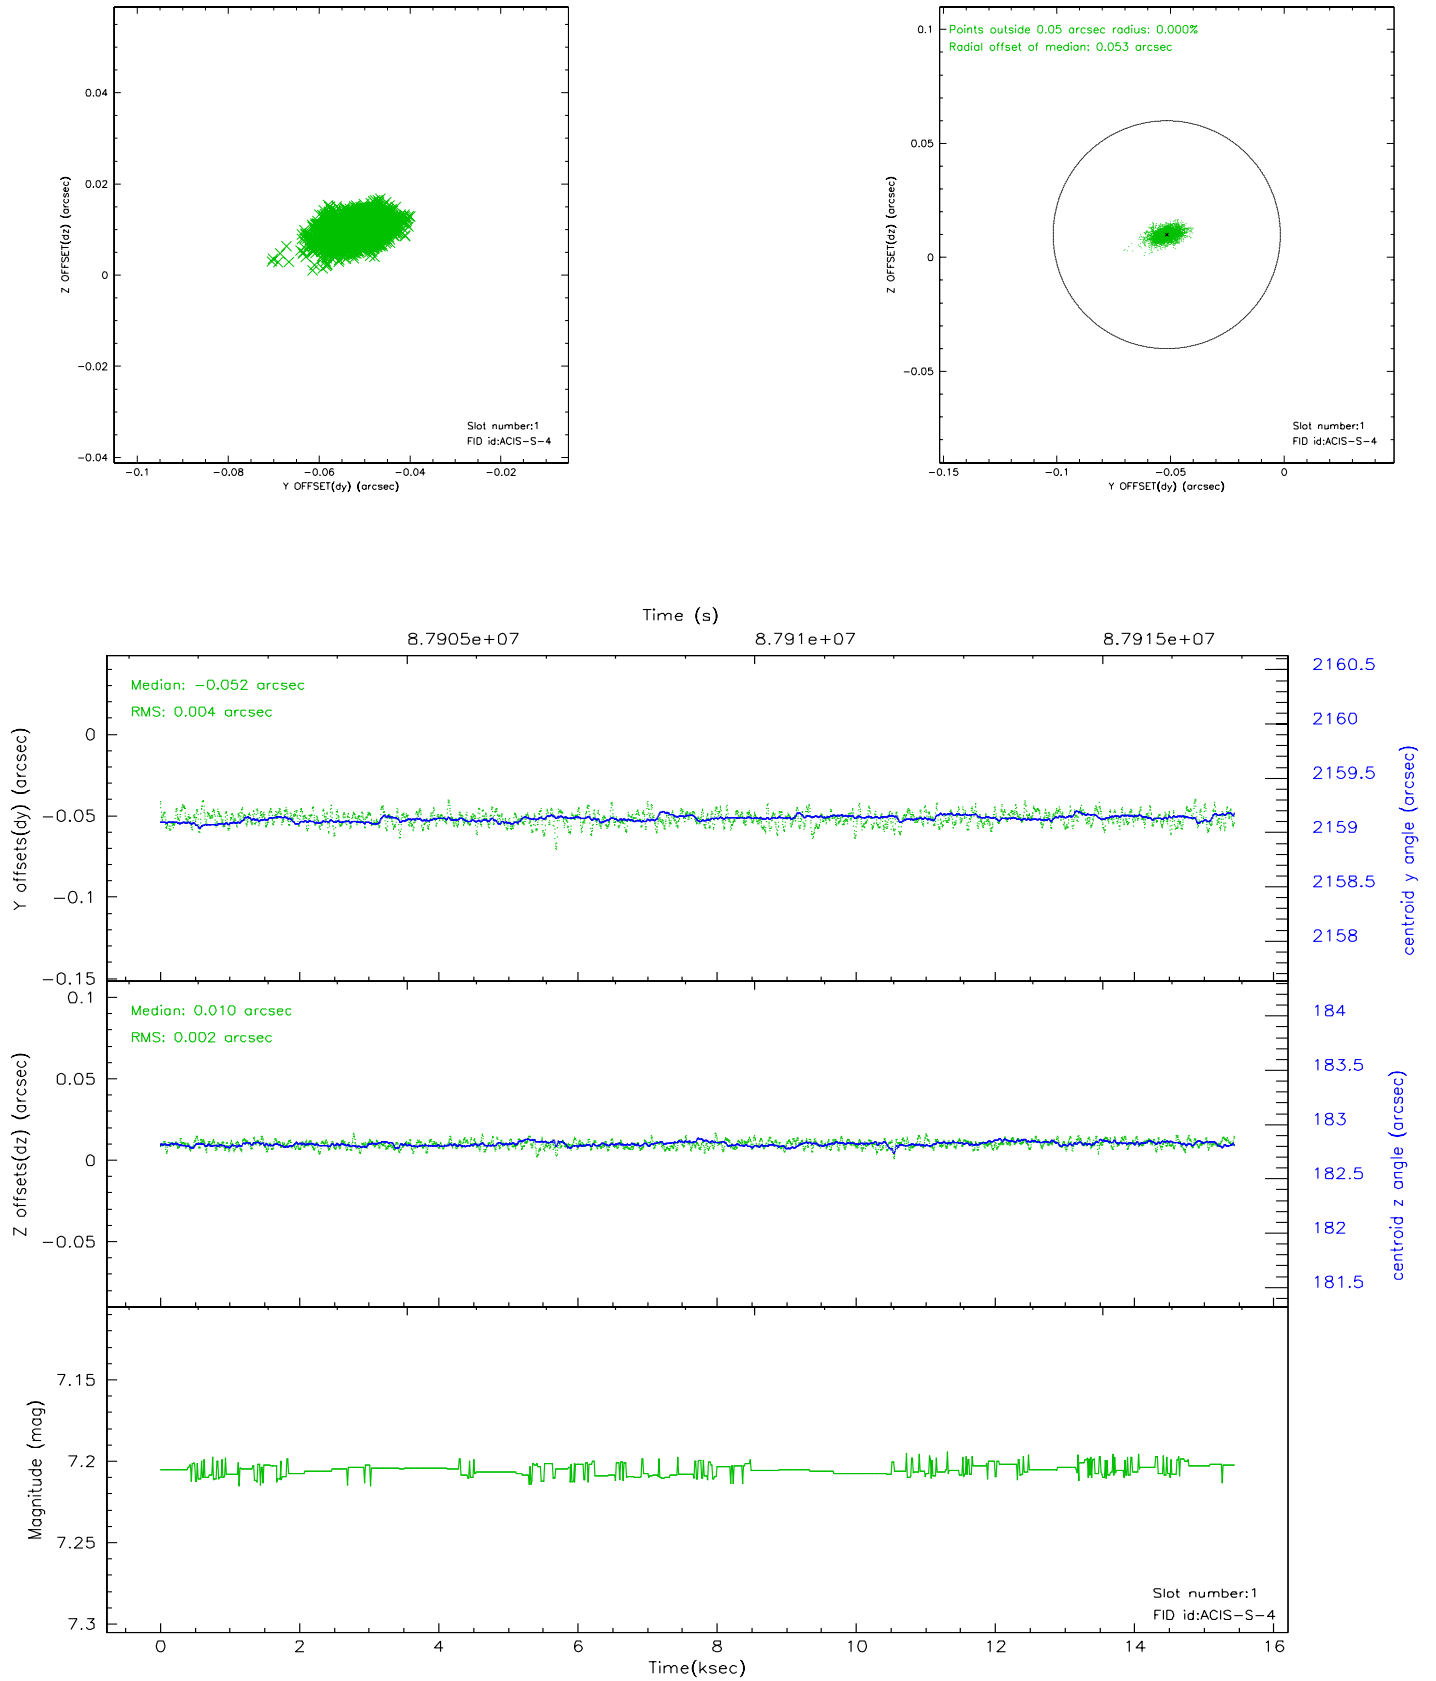 0.04
0.02
0
−0.02
−0.04
Z OFFSET(dz) (arcsec)
Slot number:1
FID id:ACIS−S−4
−0.1
−0.08
−0.06
−0.04
−0.02
Y OFFSET(dy) (arcsec)
Points outside 0.05 arcsec radius: 0.000%
Radial offset of median: 0.053 arcsec
0.1
0.05
0
−0.05
Z OFFSET(dz) (arcsec)
Slot number:1
FID id:ACIS−S−4
−0.15
−0.1
−0.05
0
Y OFFSET(dy) (arcsec)
Time (s)
8.7905e+07
8.791e+07
8.7915e+07
Median: −0.052 arcsec
RMS: 0.004 arcsec
0
−0.05
−0.1
−0.15
Y offsets(dy) (arcsec)
2160.5
2160
2159.5
2159
2158.5
2158
centroid y angle (arcsec)
Median: 0.010 arcsec
RMS: 0.002 arcsec
0.1
0.05
0
−0.05
Z offsets(dz) (arcsec)
184
183.5
183
182.5
182
181.5
centroid z angle (arcsec)
7.15
7.2
7.25
7.3
Magnitude (mag)
Slot number:1
FID id:ACIS−S−4
0
2
4
6
8
10
12
14
16
Time(ksec)